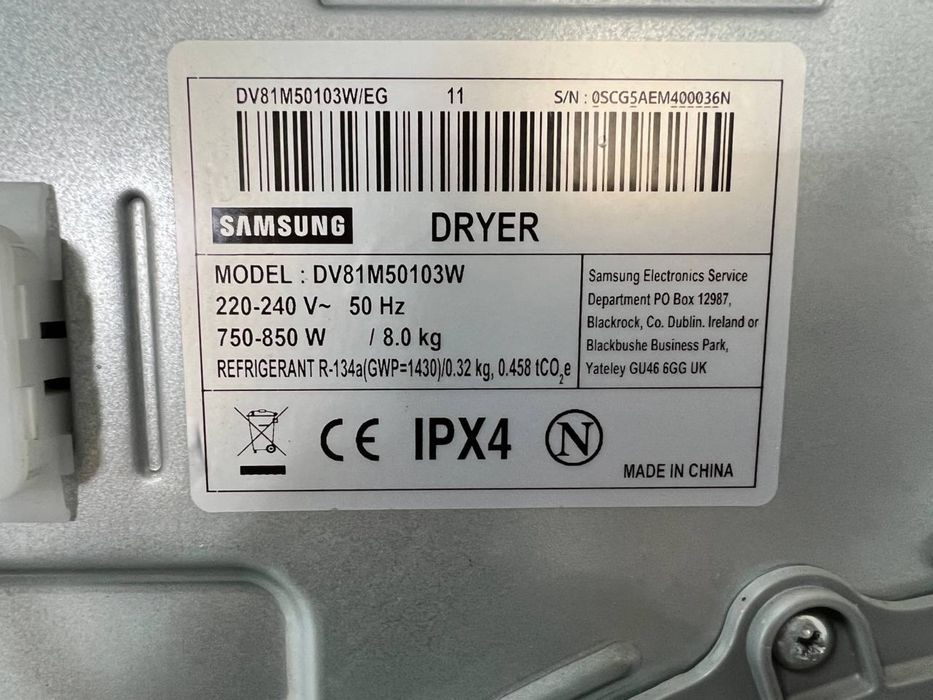 DV81M50103W/EG 11 S/N : 0SCG5AEM400036N
SAMSUNG DRYER
MODEL : DV81M50103W
220-240 V~ 50 Hz
750-850 W / 8.0 kg
REFRIGERANT R-134a(GWP=1430)/0.32 kg, 0.458 tCO₂e
Samsung Electronics Service
Department PO Box 12987,
Blackrock, Co. Dublin. Ireland or
Blackbushe Business Park,
Yateley GU46 6GG UK
CE IPX4 N
MADE IN CHINA